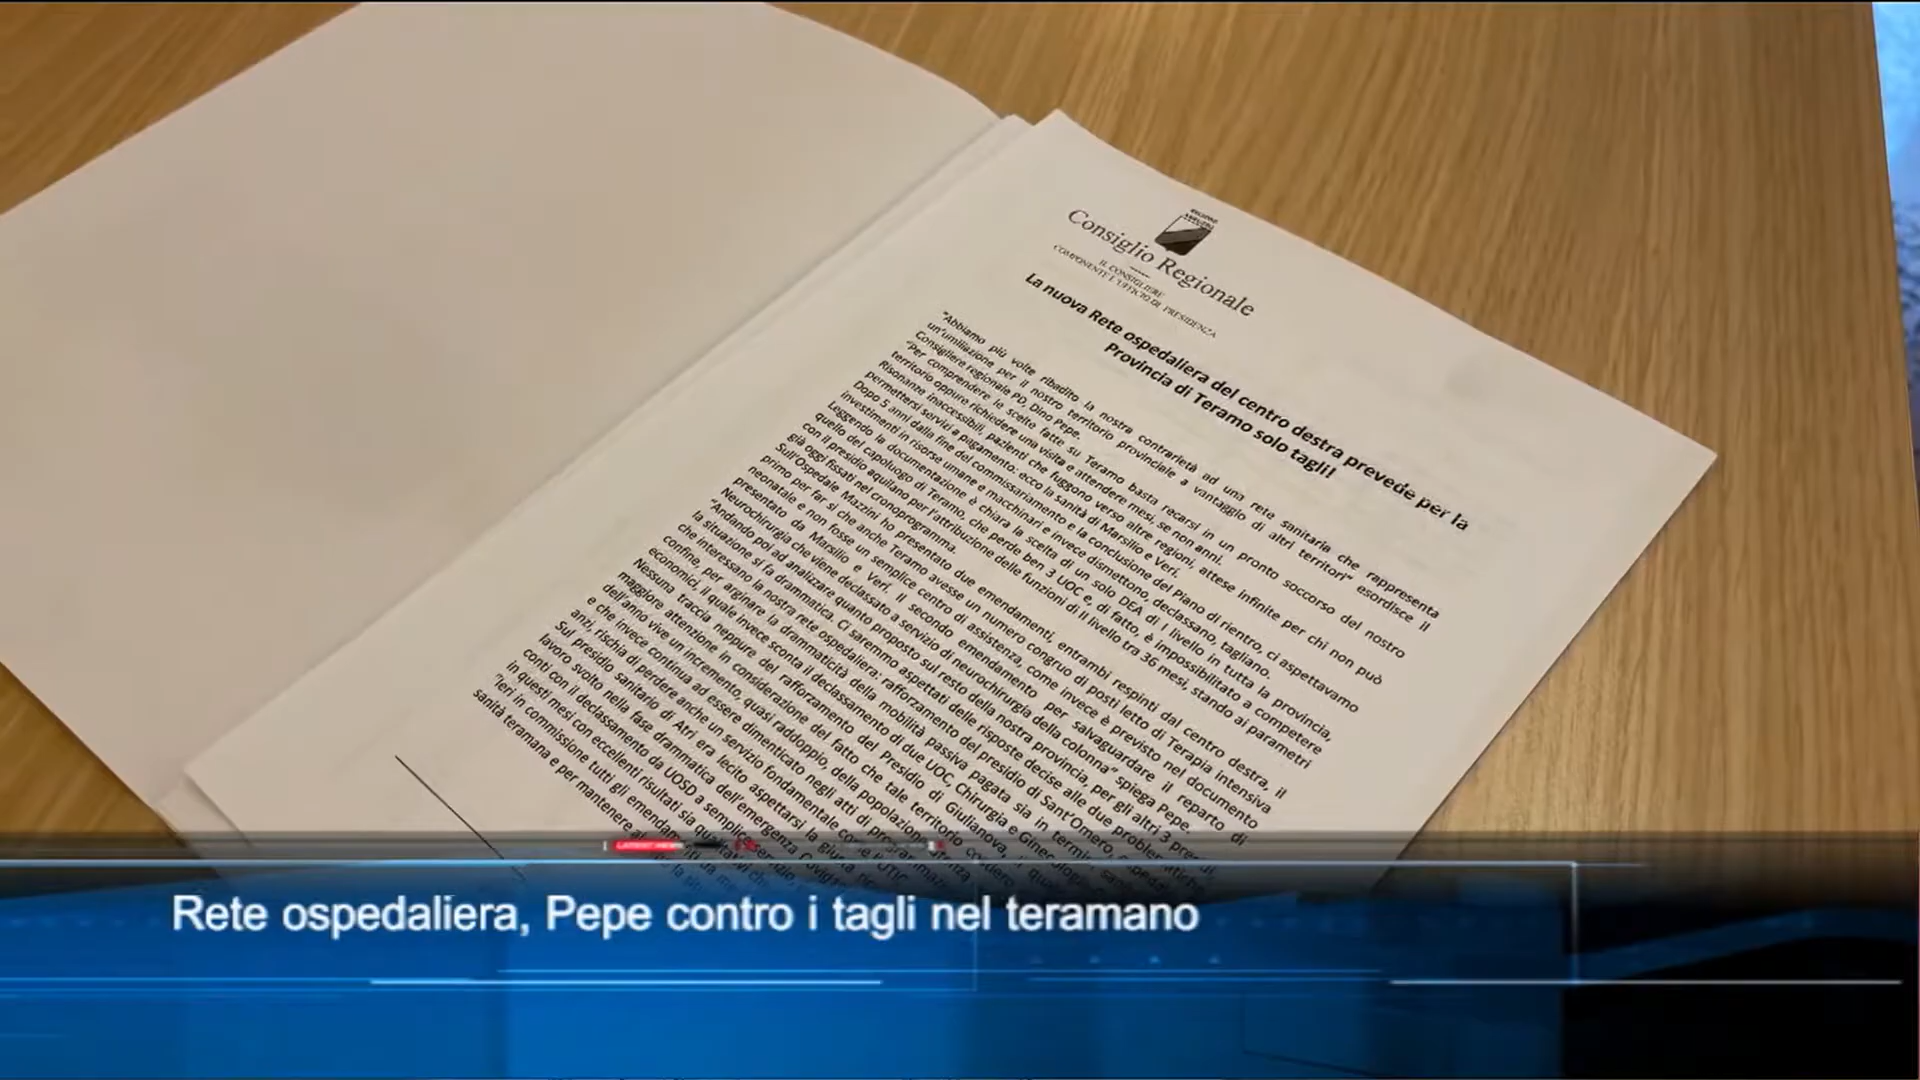 REGIONE
ABRUZZO
Consiglio Regionale
IL CONSIGLIERE
COMPONENTE L'UFFICIO DI PRESIDENZA
La nuova Rete ospedaliera del centro destra prevede per la
Provincia di Teramo solo tagli!
"Abbiamo più volte ribadito la nostra contrarietà ad una rete sanitaria che rappresenta
un'umiliazione per il nostro territorio provinciale a vantaggio di altri territori" esordisce il
Consigliere regionale PD, Dino Pepe.
"Per comprendere le scelte fatte su Teramo basta recarsi in un pronto soccorso del nostro
territorio oppure richiedere una visita e attendere mesi, se non anni.
Risonanze inaccessibili, pazienti che fuggono verso altre regioni, attese infinite per chi non può
permettersi servizi a pagamento: ecco la sanità di Marsilio e Verì.
Dopo 5 anni dalla fine del commissariamento e la conclusione del Piano di rientro, ci aspettavamo
investimenti in risorse umane e macchinari e invece dismettono, declassano, tagliano.
Leggendo la documentazione è chiara la scelta di un solo DEA di I livello in tutta la provincia,
quello del capoluogo di Teramo, che perde ben 3 UOC e, di fatto, è impossibilitato a competere
con il presidio aquilano per l'attribuzione delle funzioni di II livello tra 36 mesi, stando ai parametri
già oggi fissati nel cronoprogramma.
Sull'Ospedale Mazzini ho presentato due emendamenti, entrambi respinti dal centro destra, il
primo per far sì che anche Teramo avesse un numero congruo di posti letto di Terapia intensiva
neonatale e non fosse un semplice centro di assistenza, come invece è previsto nel documento
presentato da Marsilio e Verì. Il secondo emendamento per salvaguardare il reparto di
Neurochirurgia che viene declassato a servizio di neurochirurgia della colonna" spiega Pepe.
"Andando poi ad analizzare quanto proposto sul resto della nostra provincia, per gli altri 3
la situazione si fa drammatica. Ci saremmo aspettati delle risposte decise alle due
che interessano la nostra rete ospedaliera: rafforzamento del presidio di Sant'Omero,
confine, per arginare la drammaticità della mobilità passiva pagata sia in termini
economici, il quale invece sconta il declassamento di due UOC, Chirurgia e
Nessuna traccia neppure del rafforzamento del Presidio di Giulianova, il
maggiore attenzione in considerazione del fatto che tale territorio
dell'anno vive un incremento, quasi raddoppio, della popolazione
e che invece continua ad essere dimenticato negli atti di
anzi, rischia di perdere anche un servizio fondamentale come
Sul presidio sanitario di Atri era lecito aspettarsi la giusta
lavoro svolto nella fase drammatica dell'emergenza
conti con il declassamento da UOSD a semplice
in questi mesi con eccellenti risultati sia
"Ieri in commissione tutti gli
sanità teramana e per mantenere
LATEST NEWS
Rete ospedaliera, Pepe contro i tagli nel teramano